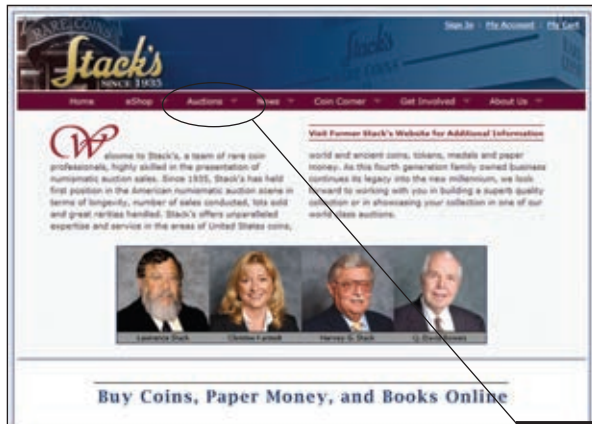 RARE COINS
Stack's
SINCE 1935
Sign In | My Account | My Cart
Home eShop Auctions News Coin Corner Get Involved About Us
Visit Former Stack's Website for Additional Information
Welcome to Stack's, a team of rare coin
professionals, highly skilled in the presentation of
numismatic auction sales. Since 1935, Stack's has held
first position in the American numismatic auction scene in
terms of longevity, number of sales conducted, lots sold
and great rarities handled. Stack's offers unparalleled
expertise and service in the areas of United States coins,
world and ancient coins, tokens, medals and paper
money. As this fourth generation family owned business
continues its legacy into the new millennium, we look
forward to working with you in building a superb quality
collection or in showcasing your collection in one of our
world class auctions.
Lawrence Stack Christine Karstedt Harvey G. Stack Q. David Bowers
Buy Coins, Paper Money, and Books Online